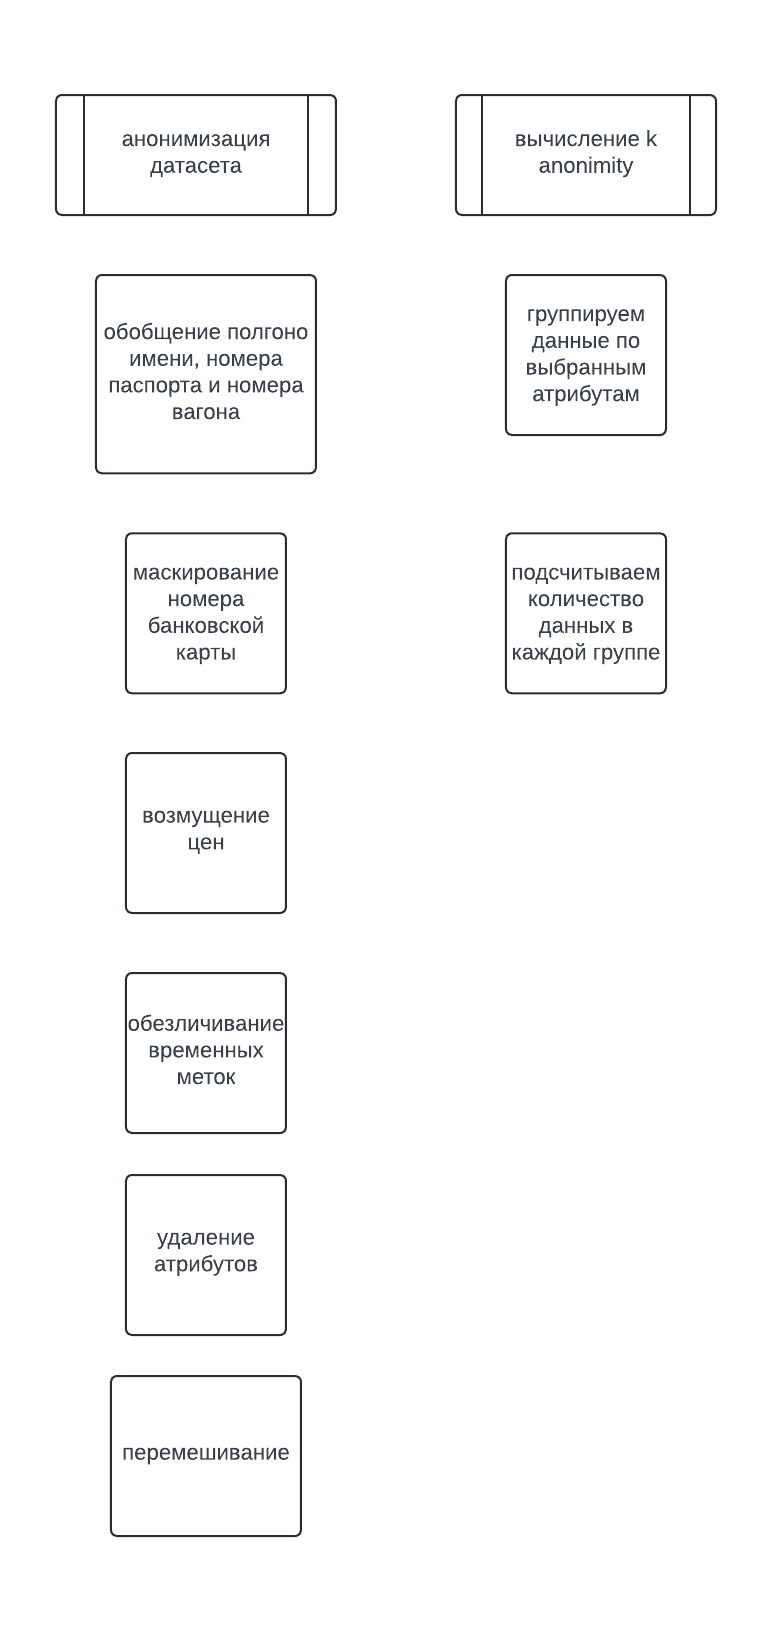 анонимизация
датасета
вычисление k
anonimity
обобщение полгоно
имени, номера
паспорта и номера
вагона
группируем
данные по
выбранным
атрибутам
маскирование
номера
банковской
карты
подсчитываем
количество
данных в
каждой группе
возмущение
цен
обезличивание
временных
меток
удаление
атрибутов
перемешивание